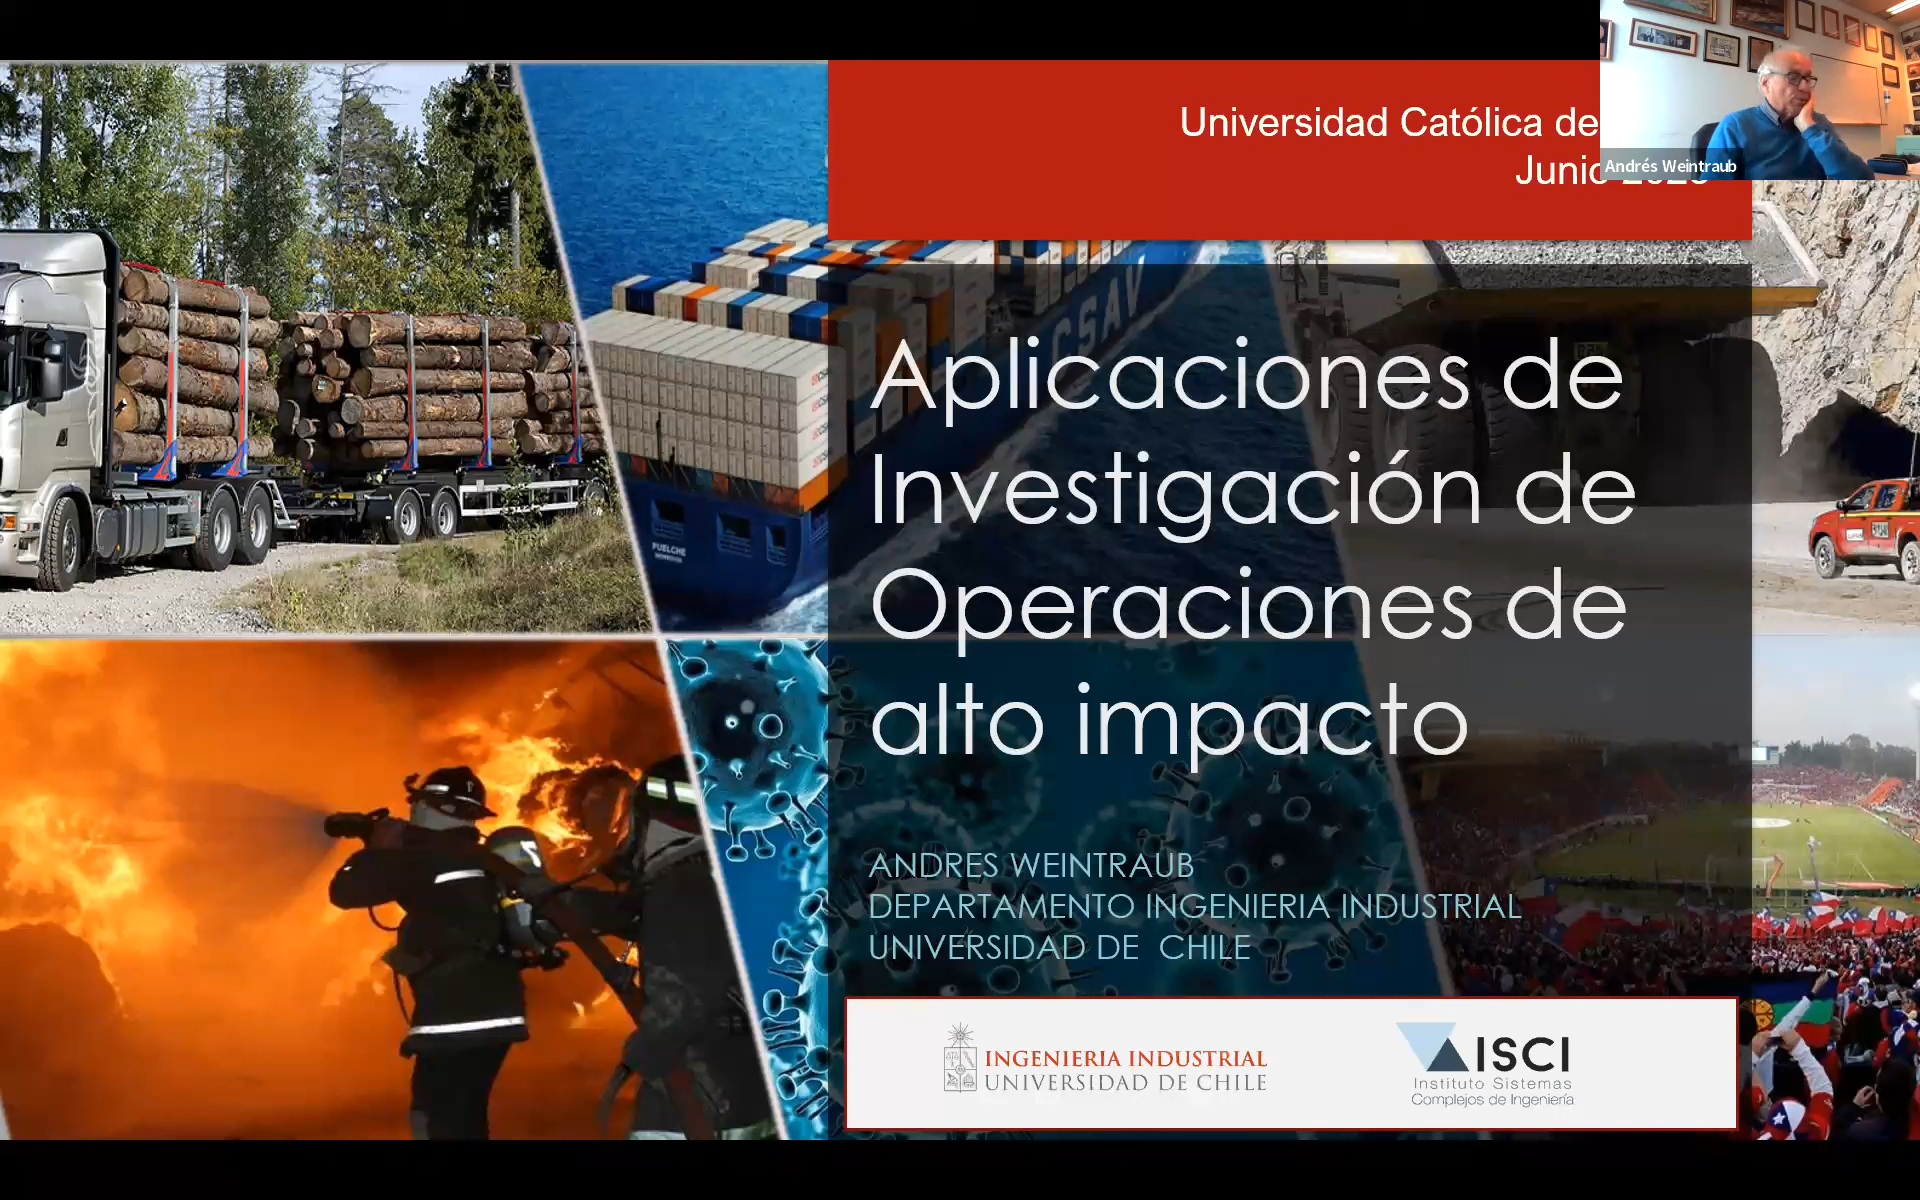 Universidad Católica de
Junio
Andrés Weintraub
CSAV
Aplicaciones de
Investigación de
Operaciones de
alto impacto
PUELCHE
ANDRES WEINTRAUB
DEPARTAMENTO INGENIERIA INDUSTRIAL
UNIVERSIDAD DE CHILE
INGENIERIA INDUSTRIAL
UNIVERSIDAD DE CHILE
ISCI
Instituto Sistemas
Complejos de Ingeniería